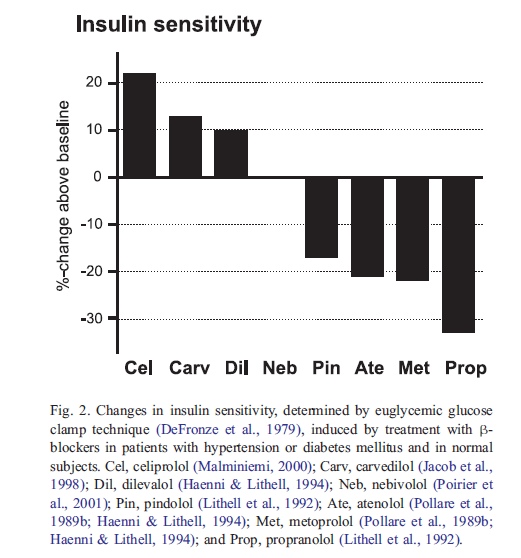 Insulin sensitivity
%-change above baseline
20
10
0
-10
-20
-30
Cel Carv Dil Neb Pin Ate Met Prop
Fig. 2. Changes in insulin sensitivity, determined by euglycemic glucose
clamp technique (DeFronze et al., 1979), induced by treatment with β-
blockers in patients with hypertension or diabetes mellitus and in normal
subjects. Cel, celiprolol (Malminiemi, 2000); Carv, carvedilol (Jacob et al.,
1998); Dil, dilevalol (Haenni & Lithell, 1994); Neb, nebivolol (Poirier et
al., 2001); Pin, pindolol (Lithell et al., 1992); Ate, atenolol (Pollare et al.,
1989b; Haenni & Lithell, 1994); Met, metoprolol (Pollare et al., 1989b;
Haenni & Lithell, 1994); and Prop, propranolol (Lithell et al., 1992).